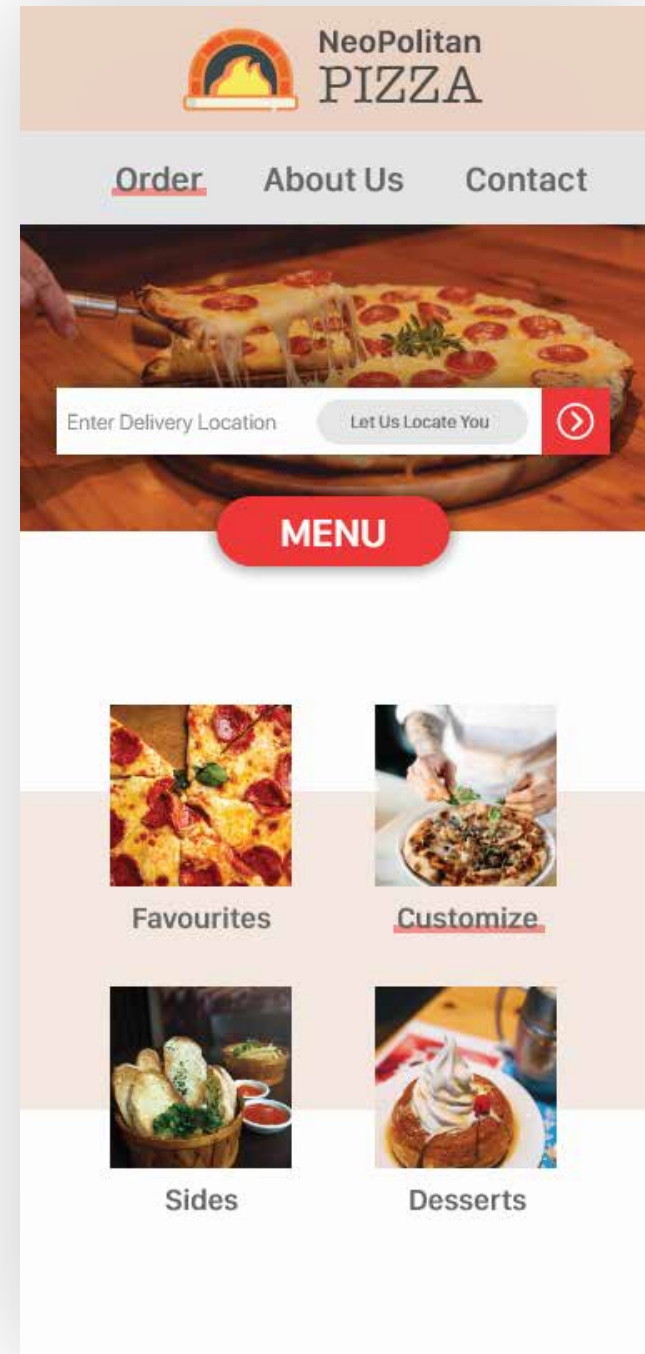 NeoPolitan
PIZZA
Order About Us Contact
Enter Delivery Location Let Us Locate You
MENU
Favourites Customize
Sides Desserts